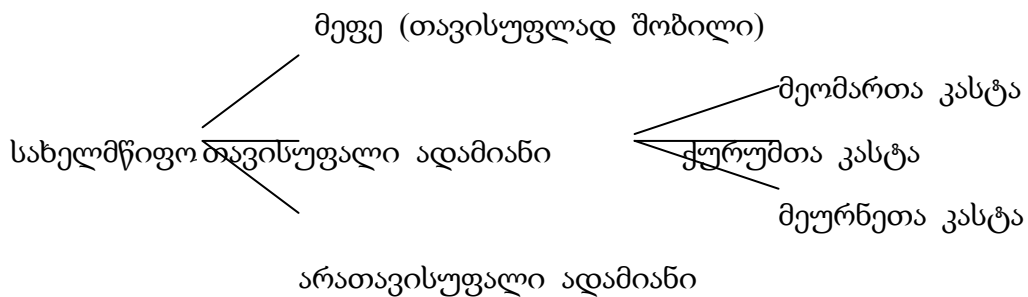 მეფე (თავისუფლად შობილი)
მეომართა კასტა
სახელმწიფო თავისუფალი ადამიანი ქურუმთა კასტა
მეურნეთა კასტა
არათავისუფალი ადამიანი